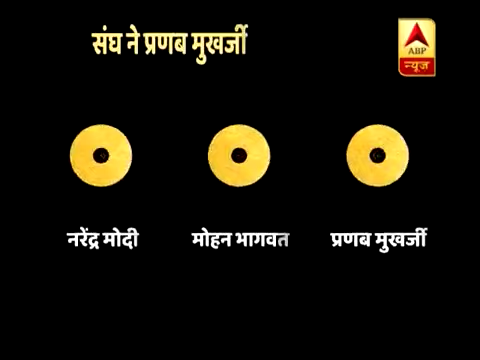 संघ ने प्रणब मुखर्जी
ABP
न्यूज़
नरेंद्र मोदी
मोहन भागवत
प्रणब मुखर्जी